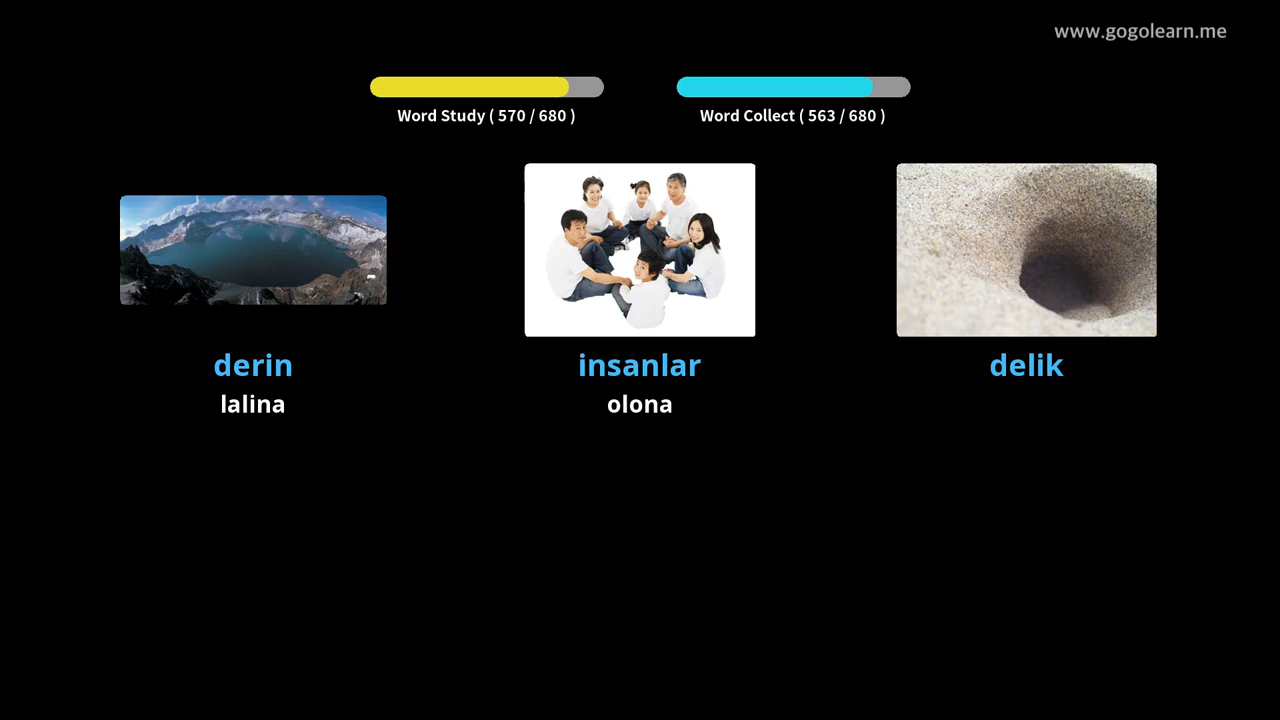 www.gogolearn.me
Word Study ( 570 / 680 )
Word Collect ( 563 / 680 )
derin
insanlar
delik
lalina
olona